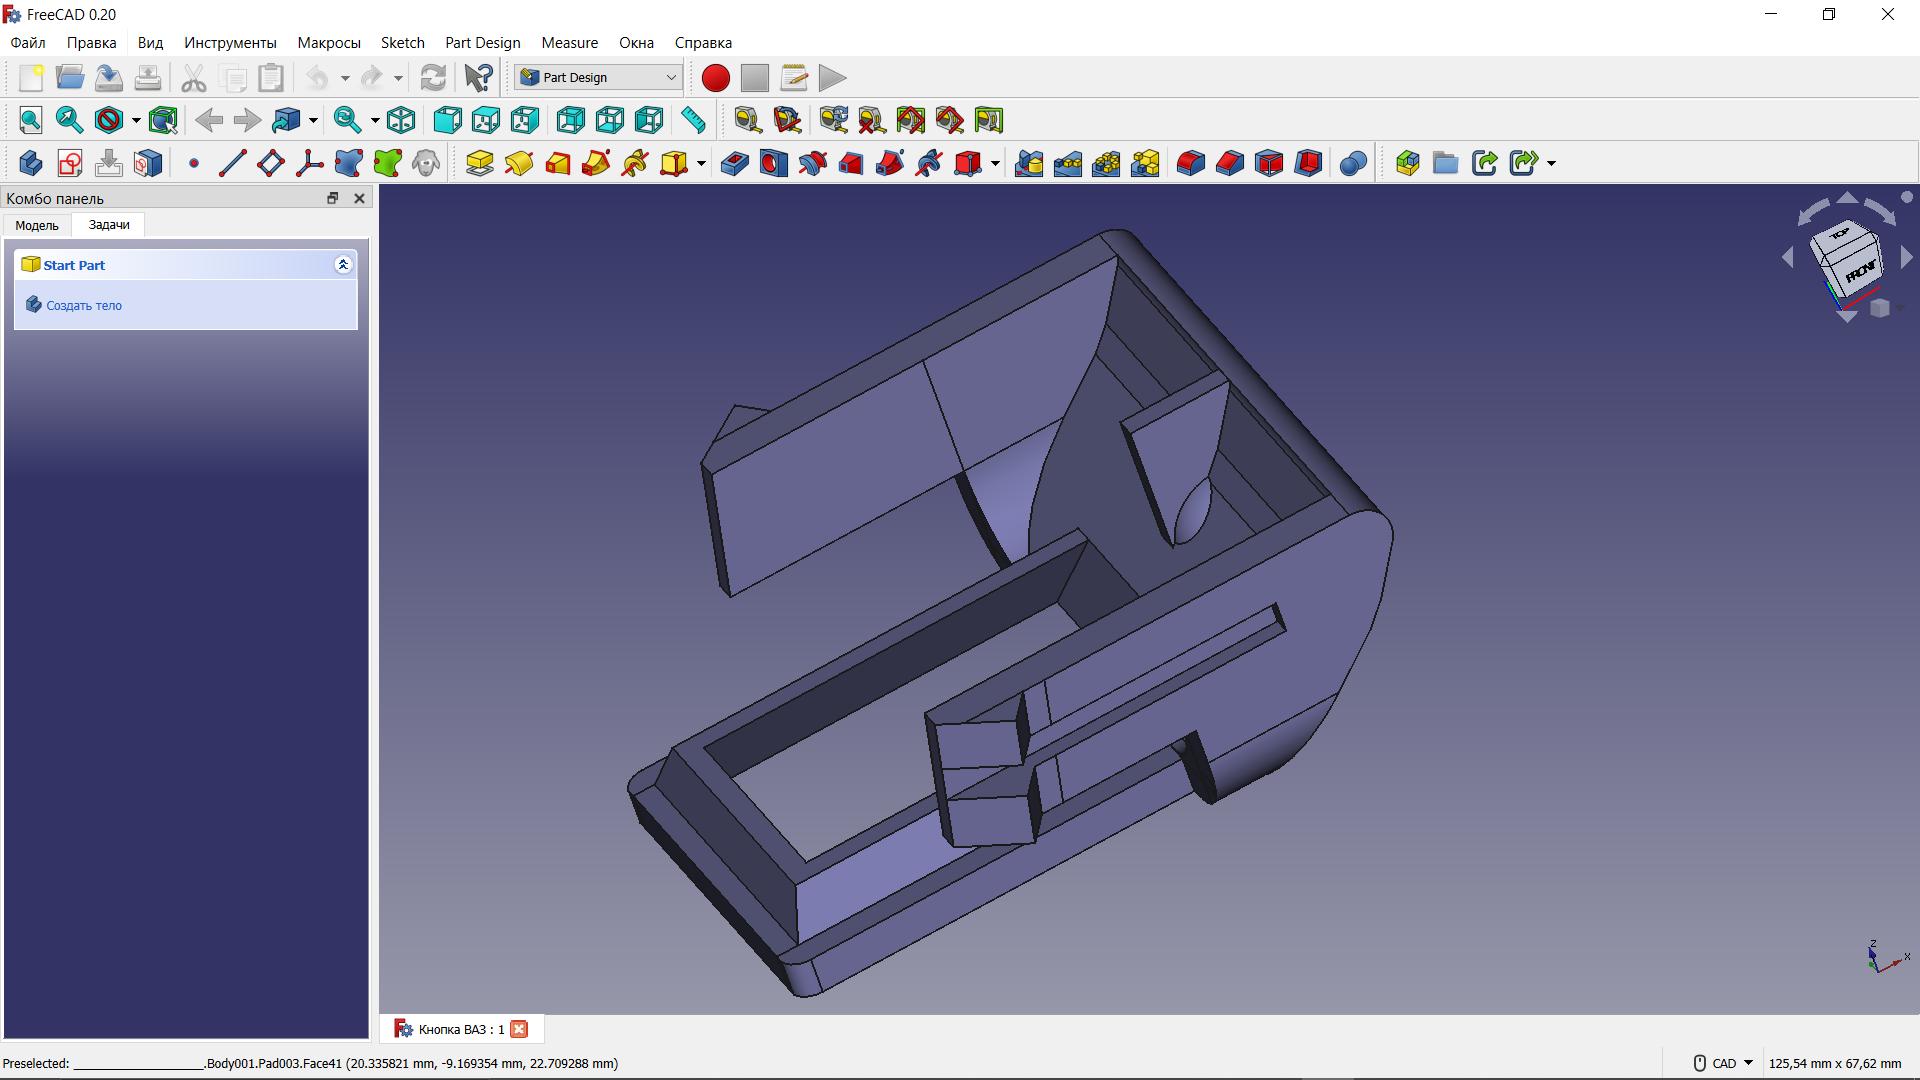 FreeCAD 0.20
Файл Правка Вид Инструменты Макросы Sketch Part Design Measure Окна Справка
Part Design
Комбо панель
Модель Задачи
Start Part
Создать тело
TOP
FRONT
Z
X
Кнопка ВАЗ : 1
Preselected: ____________________.Body001.Pad003.Face41 (20.335821 mm, -9.169354 mm, 22.709288 mm)
CAD 125,54 mm x 67,62 mm